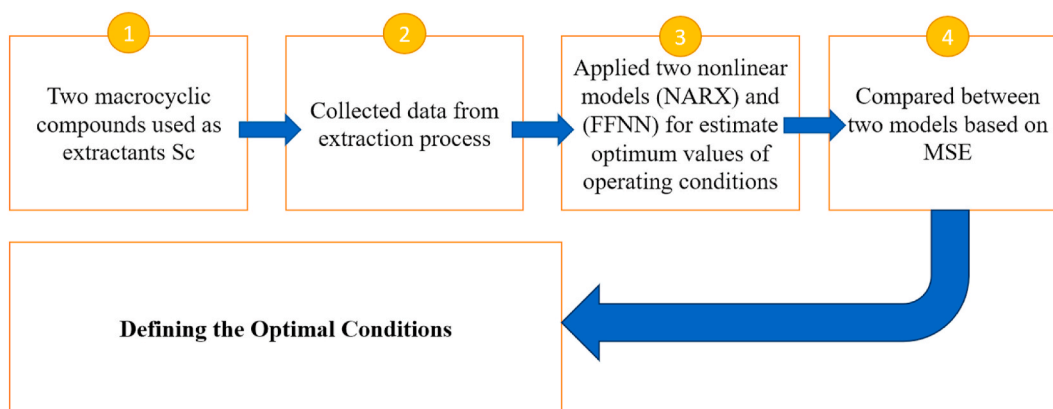 1
Two macrocyclic
compounds used as
extractants Sc
2
Collected data from
extraction process
3
Applied two nonlinear
models (NARX) and
(FFNN) for estimate
optimum values of
operating conditions
4
Compared between
two models based on
MSE
Defining the Optimal Conditions